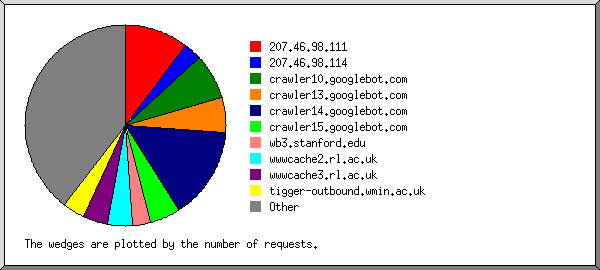 207.46.98.111
207.46.98.114
crawler10.googlebot.com
crawler13.googlebot.com
crawler14.googlebot.com
crawler15.googlebot.com
wb3.stanford.edu
wwwcache2.rl.ac.uk
wwwcache3.rl.ac.uk
tigger-outbound.wmin.ac.uk
Other
The wedges are plotted by the number of requests.